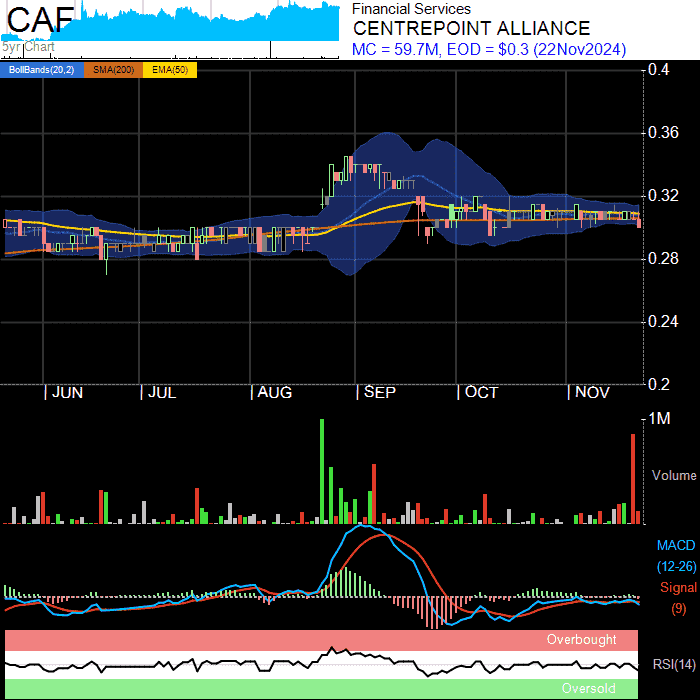 CAF
5yr Chart
Financial Services
CENTREPOINT ALLIANCE
MC = 59.7M, EOD = $0.3 (22Nov2024)
BollBands(20,2) SMA(200) EMA(50)
0.4
0.36
0.32
0.28
0.24
0.2
JUN JUL AUG SEP OCT NOV
1M
Volume
MACD
(12-26)
Signal
(9)
Overbought
RSI(14)
Oversold